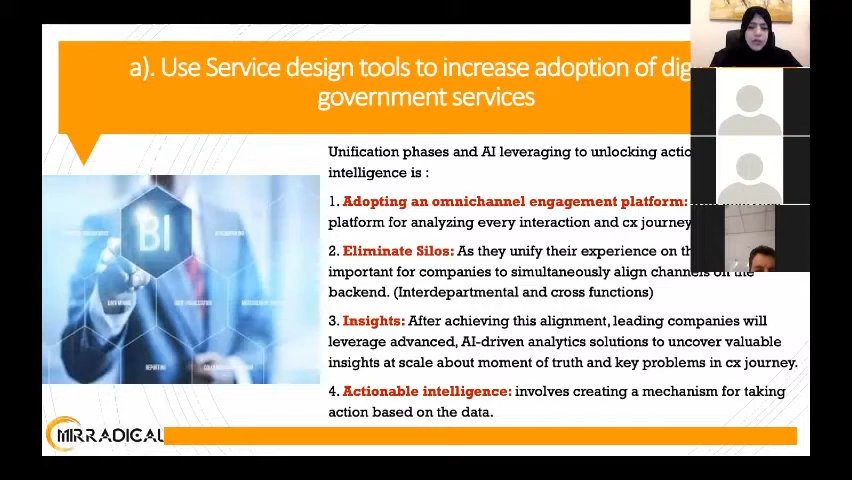 a). Use Service design tools to increase adoption of dig
government services
Unification phases and AI leveraging to unlocking actio
intelligence is :
1. Adopting an omnichannel engagement platform:
platform for analyzing every interaction and cx journey
2. Eliminate Silos: As they unify their experience on th
important for companies to simultaneously align channels on the
backend. (Interdepartmental and cross functions)
3. Insights: After achieving this alignment, leading companies will
leverage advanced, AI-driven analytics solutions to uncover valuable
insights at scale about moment of truth and key problems in cx journey.
4. Actionable intelligence: involves creating a mechanism for taking
action based on the data.
BI
DATA MINING
REPORTING
MIRRADICAL